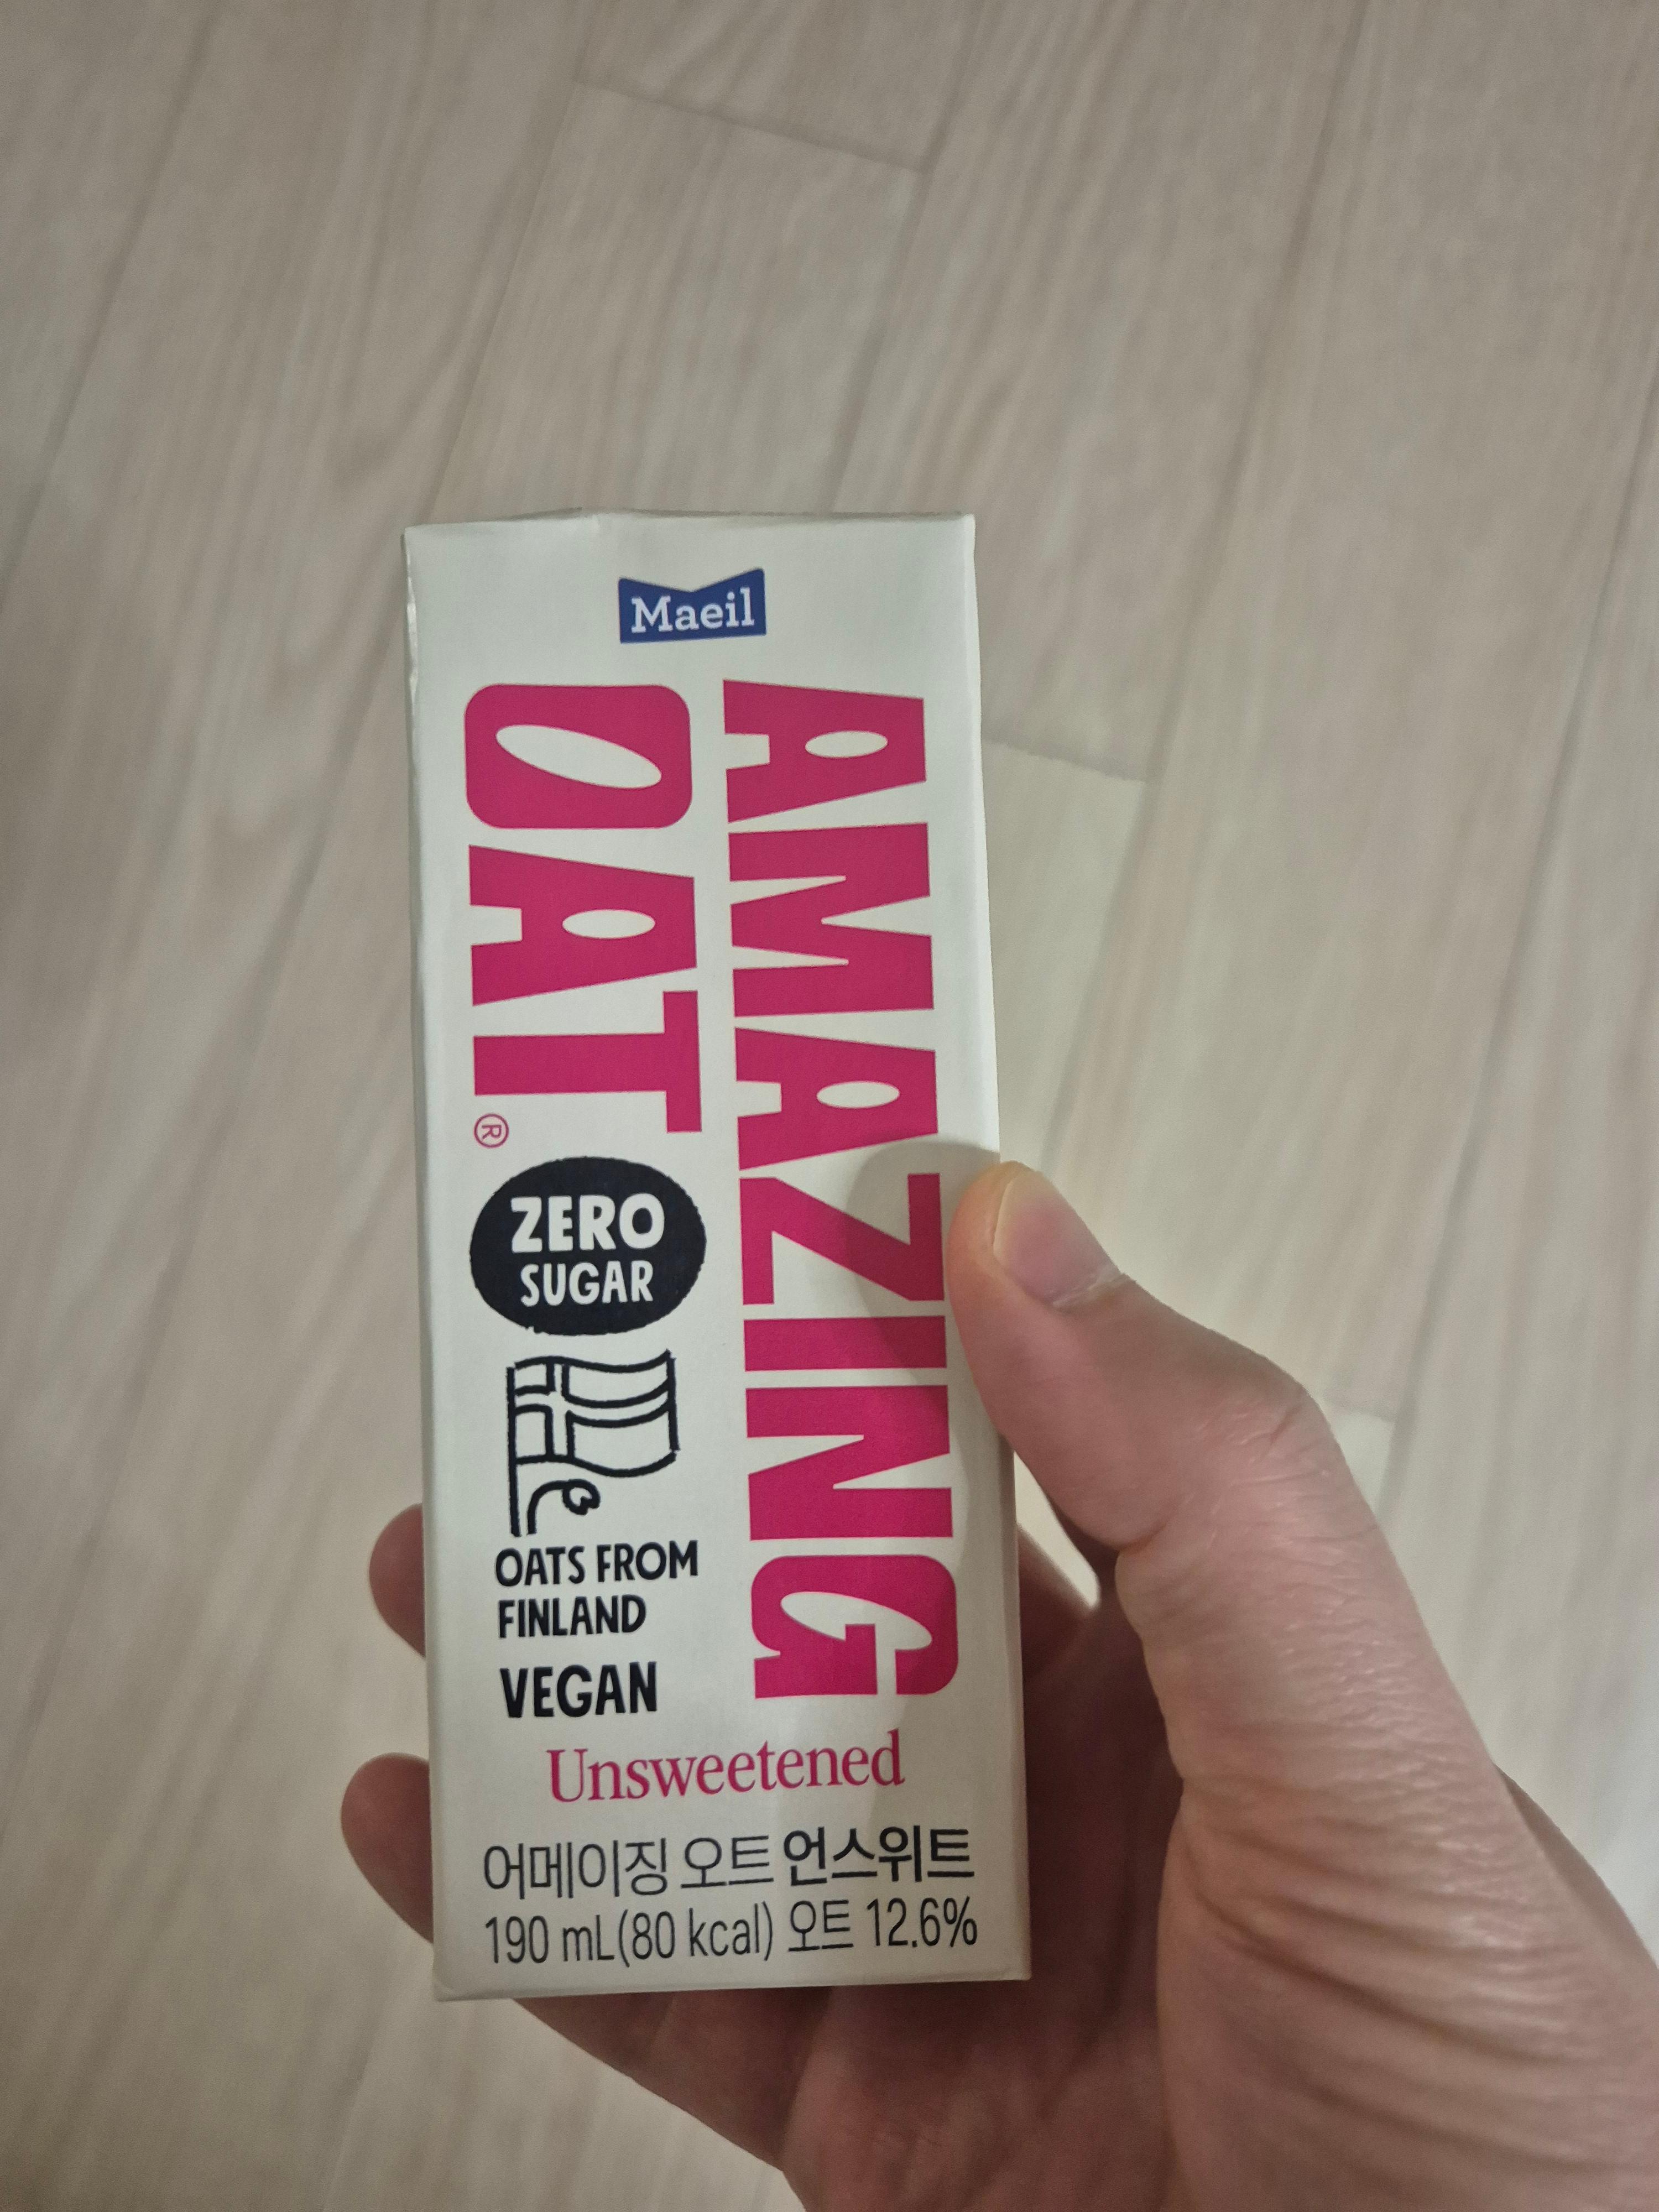 Maeil
AMAZING
OAT®
ZERO
SUGAR
OATS FROM
FINLAND
VEGAN
Unsweetened
어메이징 오트 언스위트
190 mL(80 kcal) 오트 12.6%